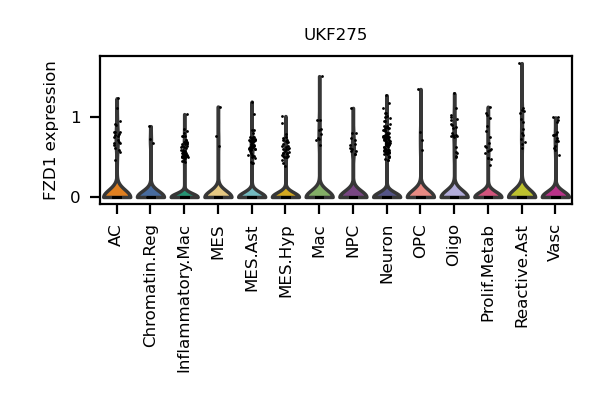 UKF275
FZD1 expression
1
0
AC
Chromatin.Reg
Inflammatory.Mac
MES
MES.Ast
MES.Hyp
Mac
NPC
Neuron
OPC
Oligo
Prolif.Metab
Reactive.Ast
Vasc